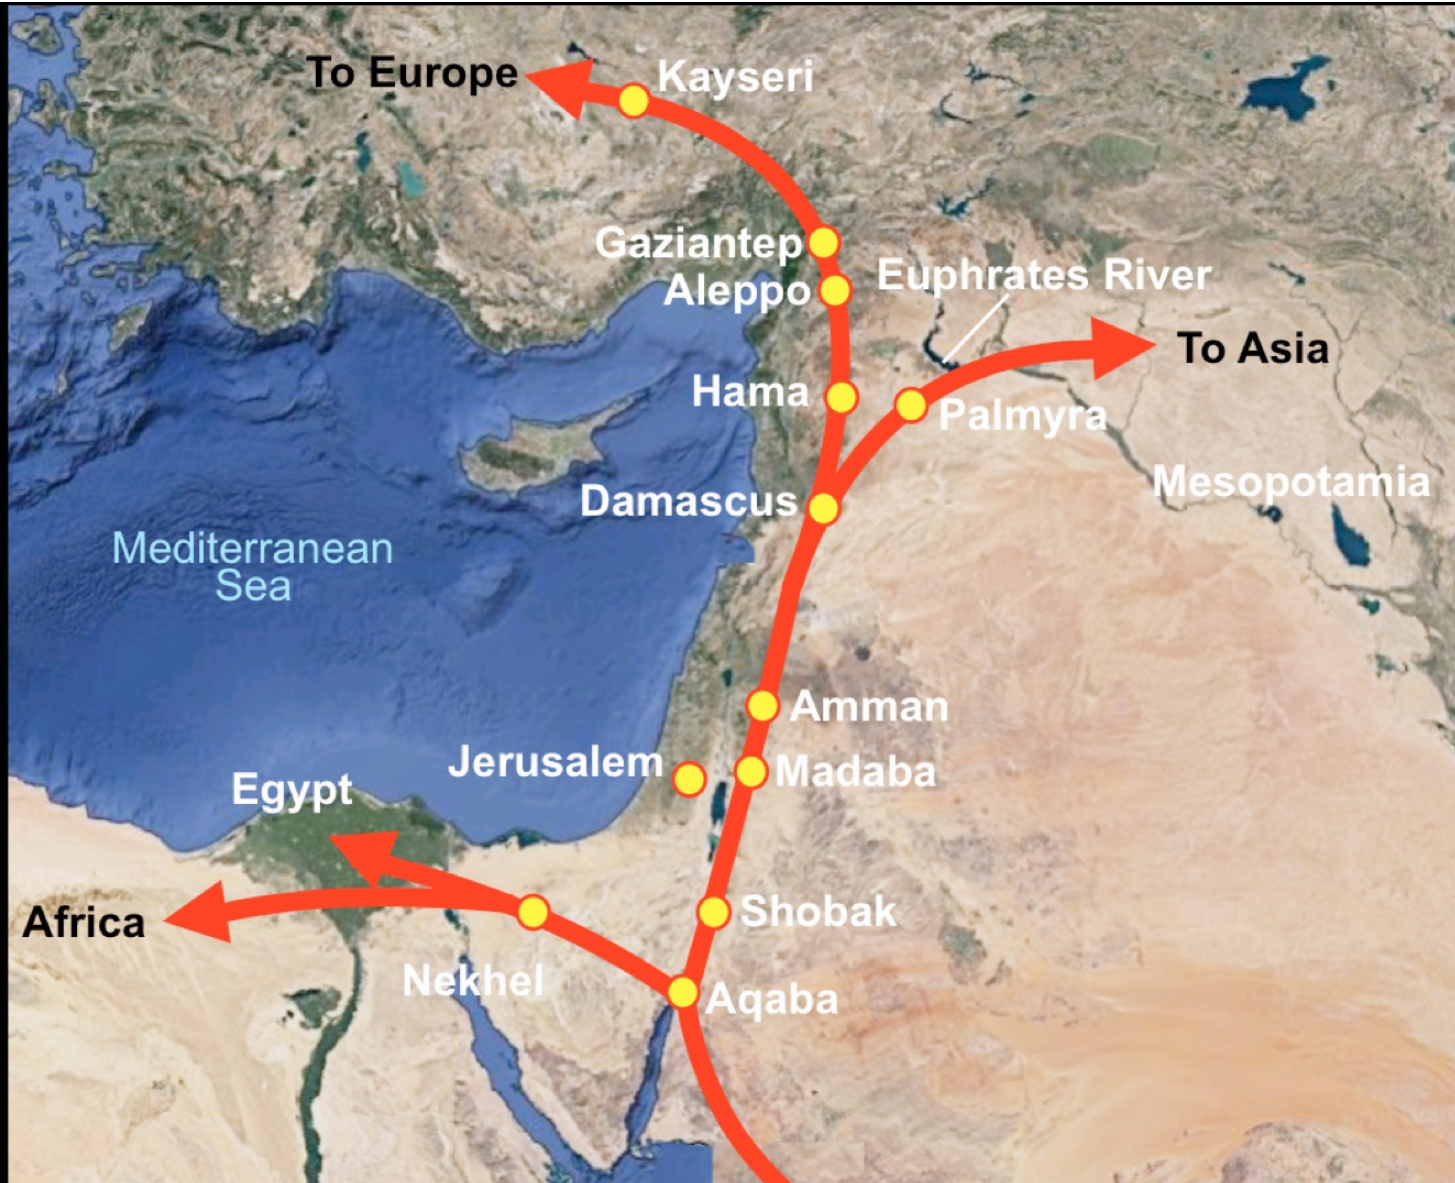 To Europe
Kayseri
Gaziantep
Aleppo
Euphrates River
To Asia
Hama
Palmyra
Damascus
Mesopotamia
Mediterranean
Sea
Amman
Jerusalem
Madaba
Egypt
Africa
Shobak
Nekhel
Aqaba